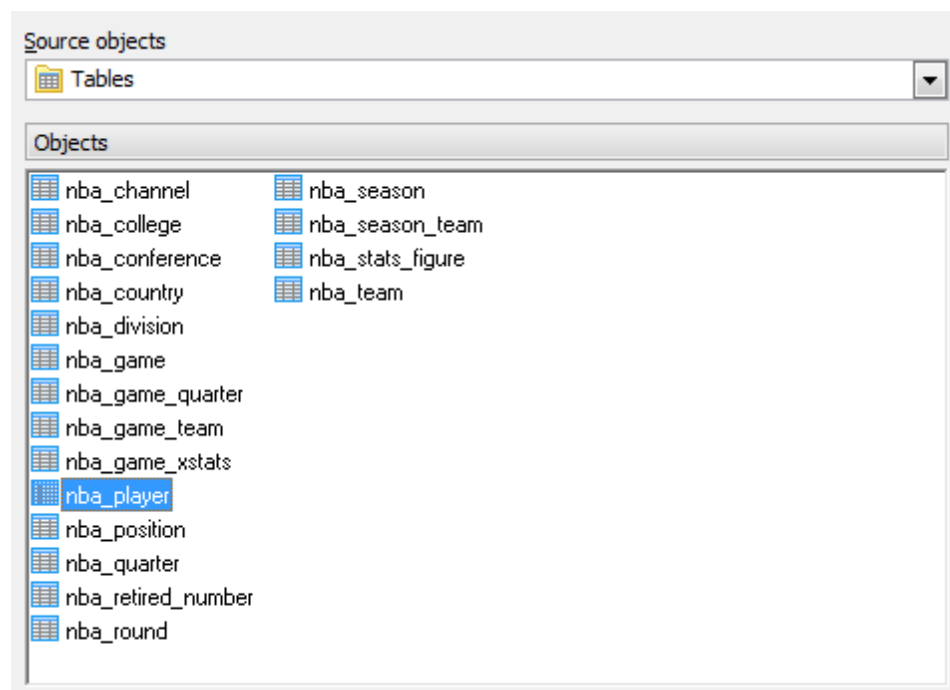 Source objects
Tables
Objects
nba_channel
nba_college
nba_conference
nba_country
nba_division
nba_game
nba_game_quarter
nba_game_team
nba_game_xstats
nba_player
nba_position
nba_quarter
nba_retired_number
nba_round
nba_season
nba_season_team
nba_stats_figure
nba_team